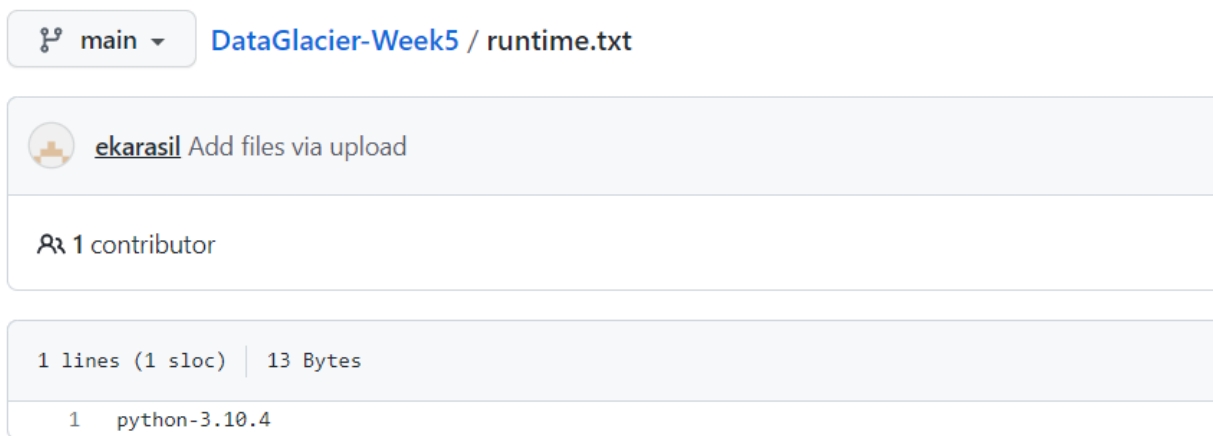 main DataGlacier-Week5 / runtime.txt
ekarasil Add files via upload
1 contributor
1 lines (1 sloc) 13 Bytes
1 python-3.10.4